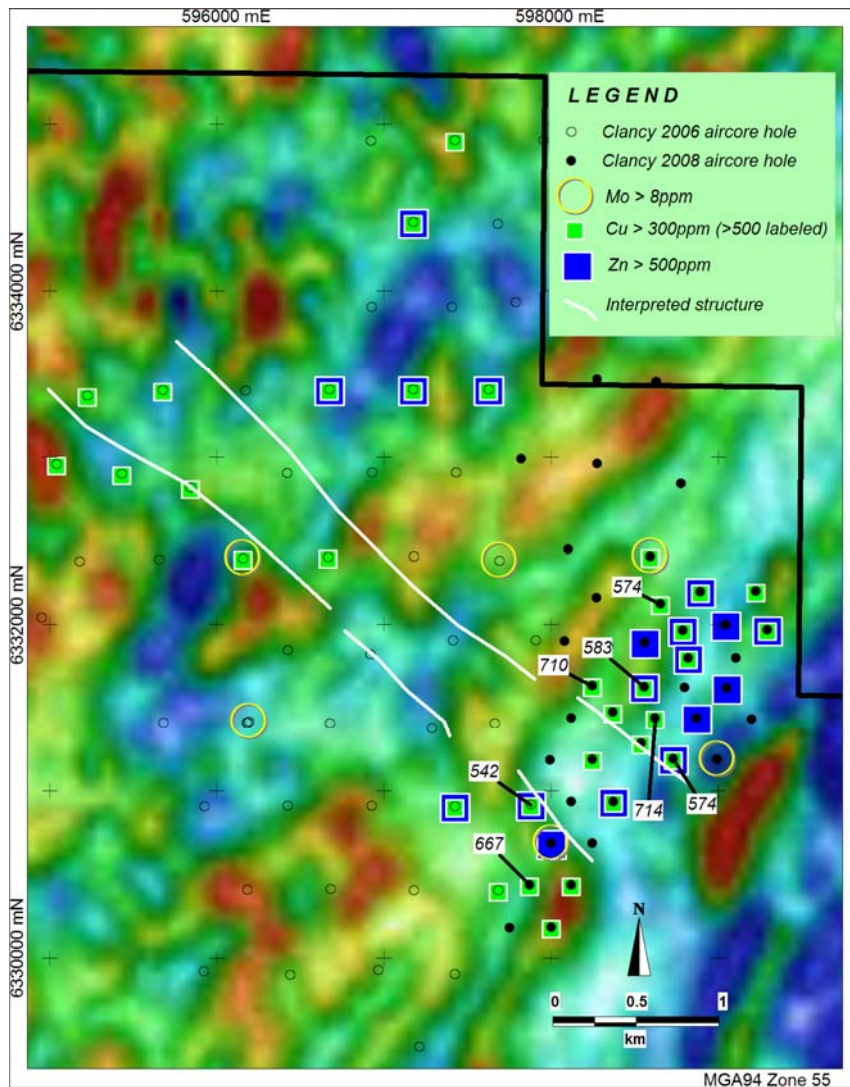 596000 mE 598000 mE
LEGEND
Clancy 2006 aircore hole
Clancy 2008 aircore hole
Mo > 8ppm
Cu > 300ppm (>500 labeled)
Zn > 500ppm
Interpreted structure
6334000 mN
6332000 mN
6330000 mN
574
583
710
542
714
574
667
N
0 0.5 1
km
MGA94 Zone 55